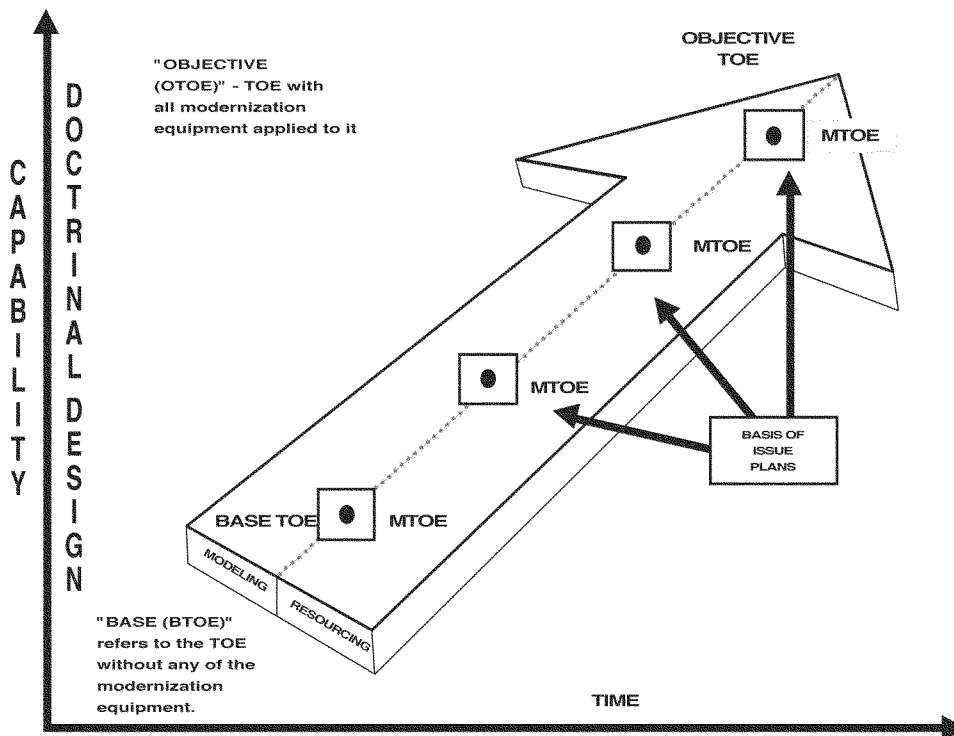 OBJECTIVE
TOE
"OBJECTIVE
(OTOE)" - TOE with
all modernization
equipment applied to it
CAPABILITY
DOCTRINAL DESIGN
MTOE
MTOE
MTOE
BASIS OF
ISSUE
PLANS
BASE TOE
MTOE
MODELING
RESOURCING
"BASE (BTOE)"
refers to the TOE
without any of the
modernization
equipment.
TIME